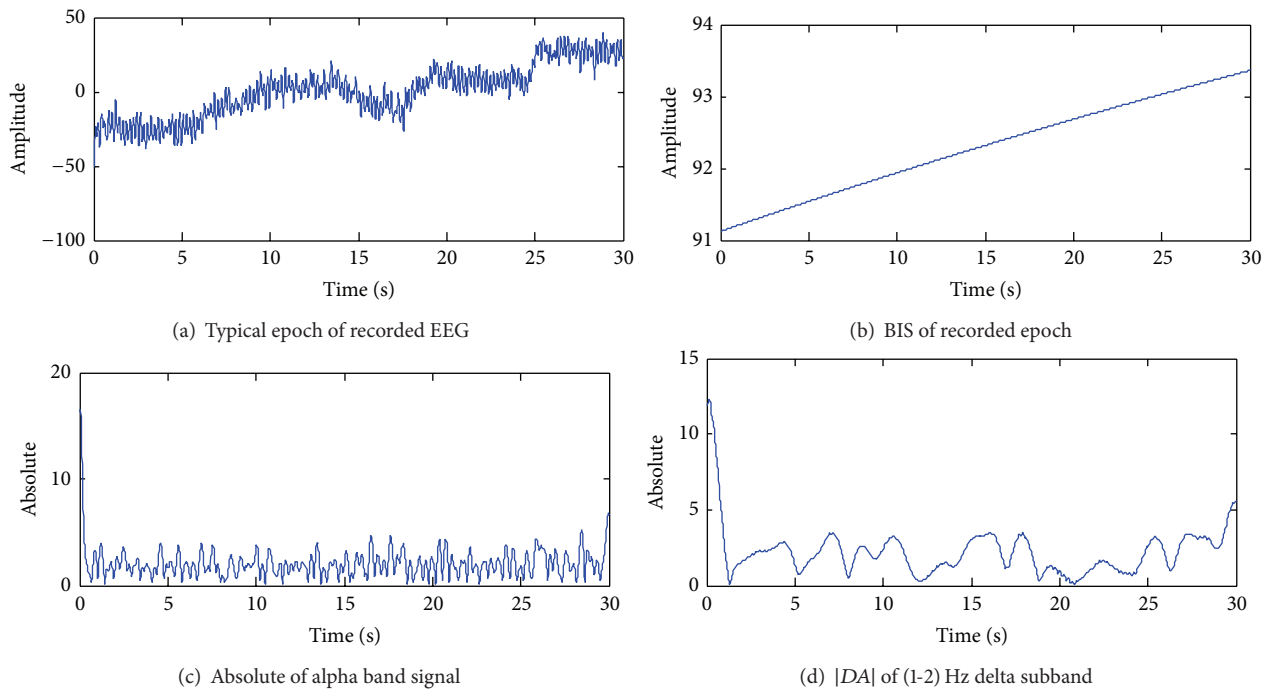 50
0
−50
−100
Amplitude
0 5 10 15 20 25 30
Time (s)
(a) Typical epoch of recorded EEG
94
93
92
91
Amplitude
0 5 10 15 20 25 30
Time (s)
(b) BIS of recorded epoch
20
10
0
Absolute
0 5 10 15 20 25 30
Time (s)
(c) Absolute of alpha band signal
15
10
5
0
Absolute
0 5 10 15 20 25 30
Time (s)
(d) |DA| of (1-2) Hz delta subband